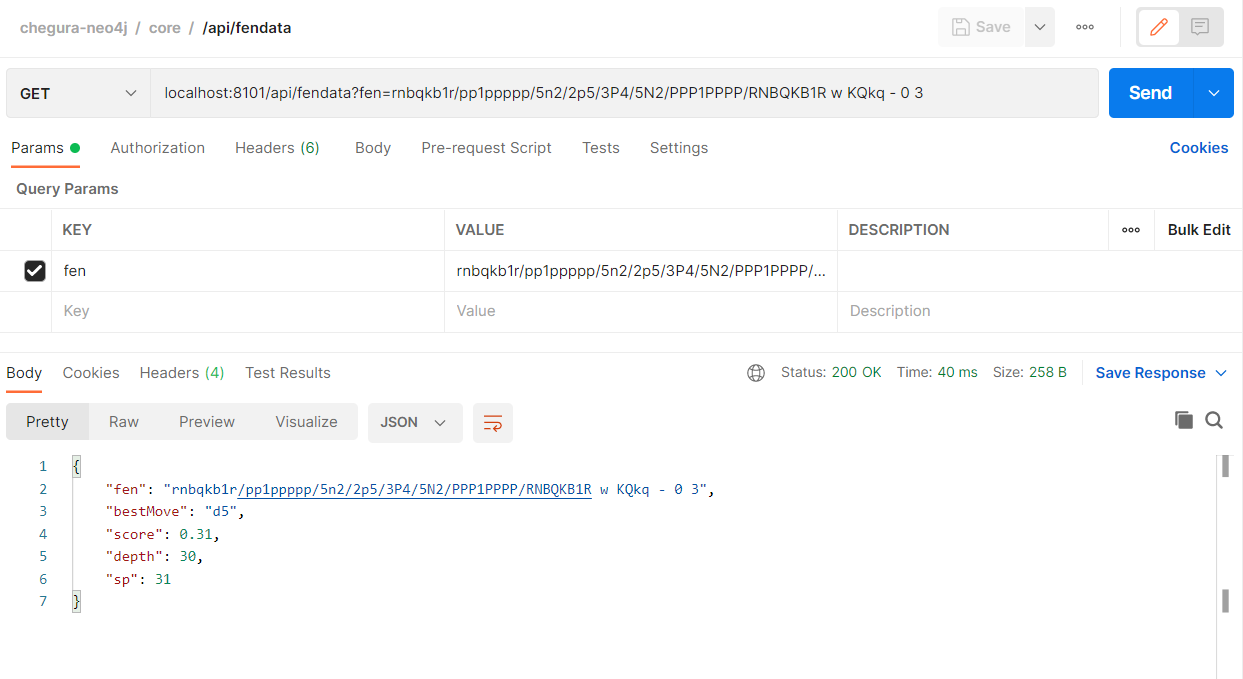 chegura-neo4j / core / /api/fendata
Save
GET localhost:8101/api/fendata?fen=rnbqkb1r/pp1ppppp/5n2/2p5/3P4/5N2/PPP1PPPP/RNBQKB1R w KQkq - 0 3
Send
Params Authorization Headers (6) Body Pre-request Script Tests Settings Cookies
Query Params
KEY VALUE DESCRIPTION Bulk Edit
fen rnbqkb1r/pp1ppppp/5n2/2p5/3P4/5N2/PPP1PPPP/...
Key Value Description
Body Cookies Headers (4) Test Results Status: 200 OK Time: 40 ms Size: 258 B Save Response
Pretty Raw Preview Visualize JSON
1 {
2 "fen": "rnbqkb1r/pp1ppppp/5n2/2p5/3P4/5N2/PPP1PPPP/RNBQKB1R w KQkq - 0 3",
3 "bestMove": "d5",
4 "score": 0.31,
5 "depth": 30,
6 "sp": 31
7 }